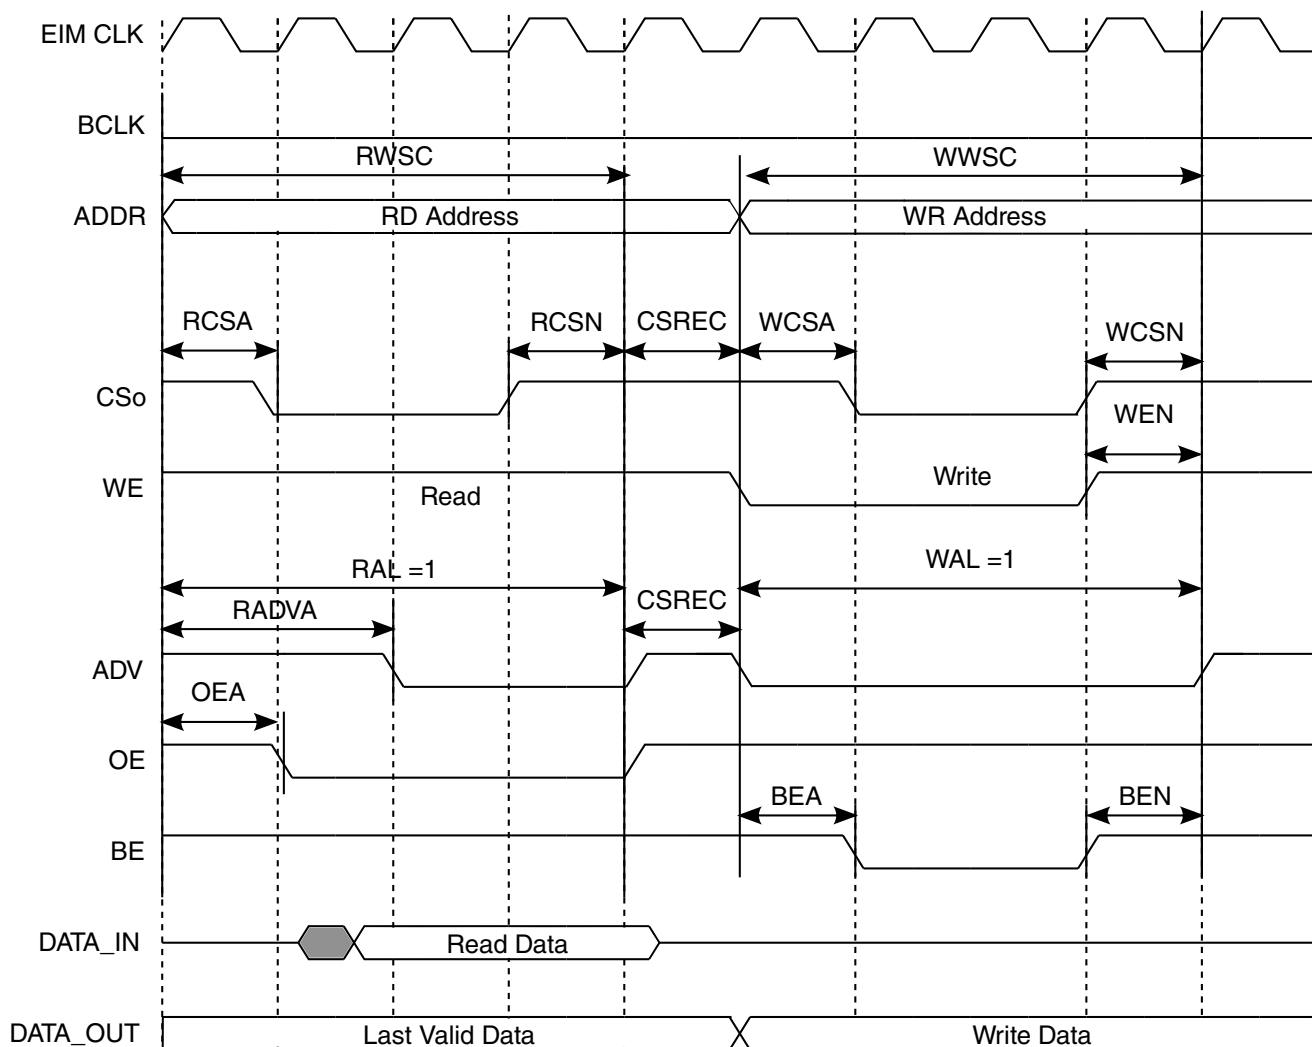 EIM CLK
BCLK
RWSC
WWSC
ADDR
RD Address
WR Address
RCSA
RCSN
CSREC
WCSA
WCSN
CSo
WEN
WE
Read
Write
RAL =1
WAL =1
RADVA
CSREC
ADV
OEA
OE
BEA
BEN
BE
DATA_IN
Read Data
DATA_OUT
Last Valid Data
Write Data